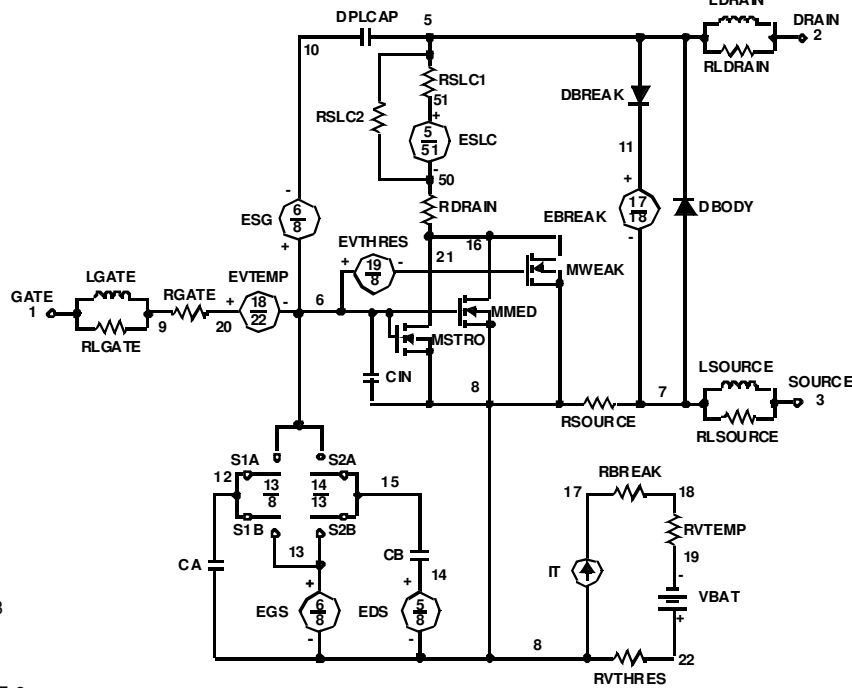 LDRAIN
DPLCAP 5 DRAIN
2
10
RLDRAIN
RSLC1
51
DBREAK
RSLC2
+
5
51
ESLC
11
-
50
-
RDRAIN
+
17
18
EBREAK
DBODY
6
8
ESG
EVTHRES
16
-
+
+ 19
8 -
21
MWEAK
LGATE
EVTEMP
GATE
1
RGATE
+ 18
22 -
6
MMED
9
20
RLGATE
MSTRO
CIN
LSOURCE
8
7
SOURCE
3
RSOURCE
RLSOURCE
S1A S2A
12
13
8
14
13
15
RBREAK
17 18
S1B S2B
RVTEMP
13
CB
19
CA
14
IT
-
VBAT
+ +
EGS 6
8
EDS 5
8
+
- -
8
22
RVTHRES